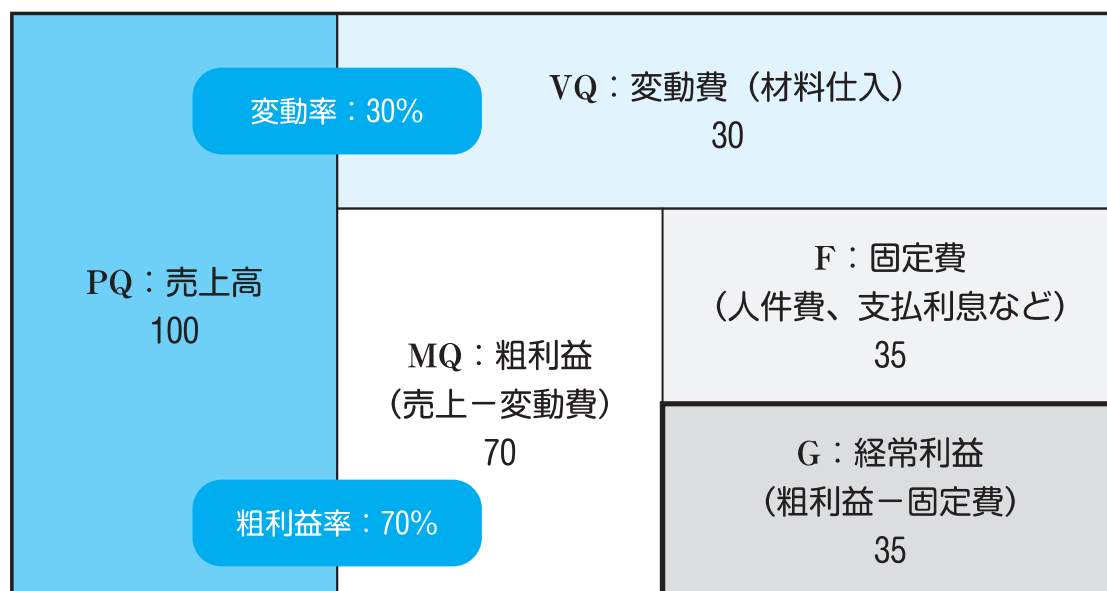 変動率：30%
VQ：変動費（材料仕入）
30
PQ：売上高
100
MQ：粗利益
（売上－変動費）
70
F：固定費
（人件費、支払利息など）
35
粗利益率：70%
G：経常利益
（粗利益－固定費）
35